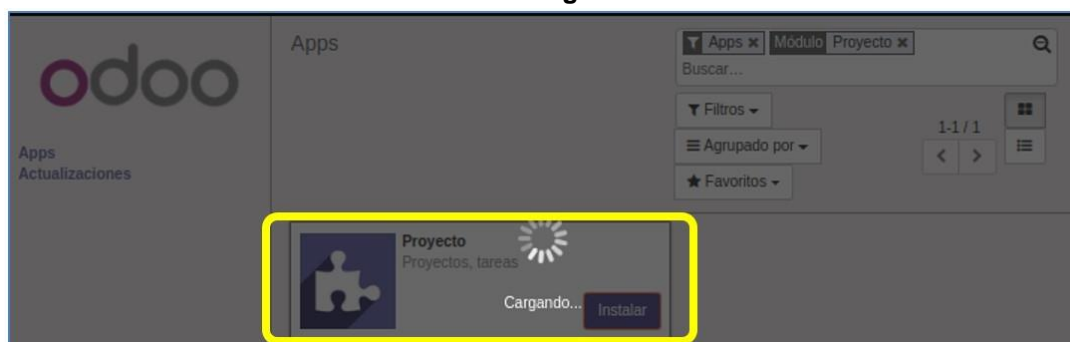 g
odoo
Apps
Actualizaciones
Apps
Apps x Módulo Proyecto x
Buscar...
Filtros
Agrupado por
Favoritos
1-1 / 1
Proyecto
Proyectos, tareas
Cargando...
Instalar